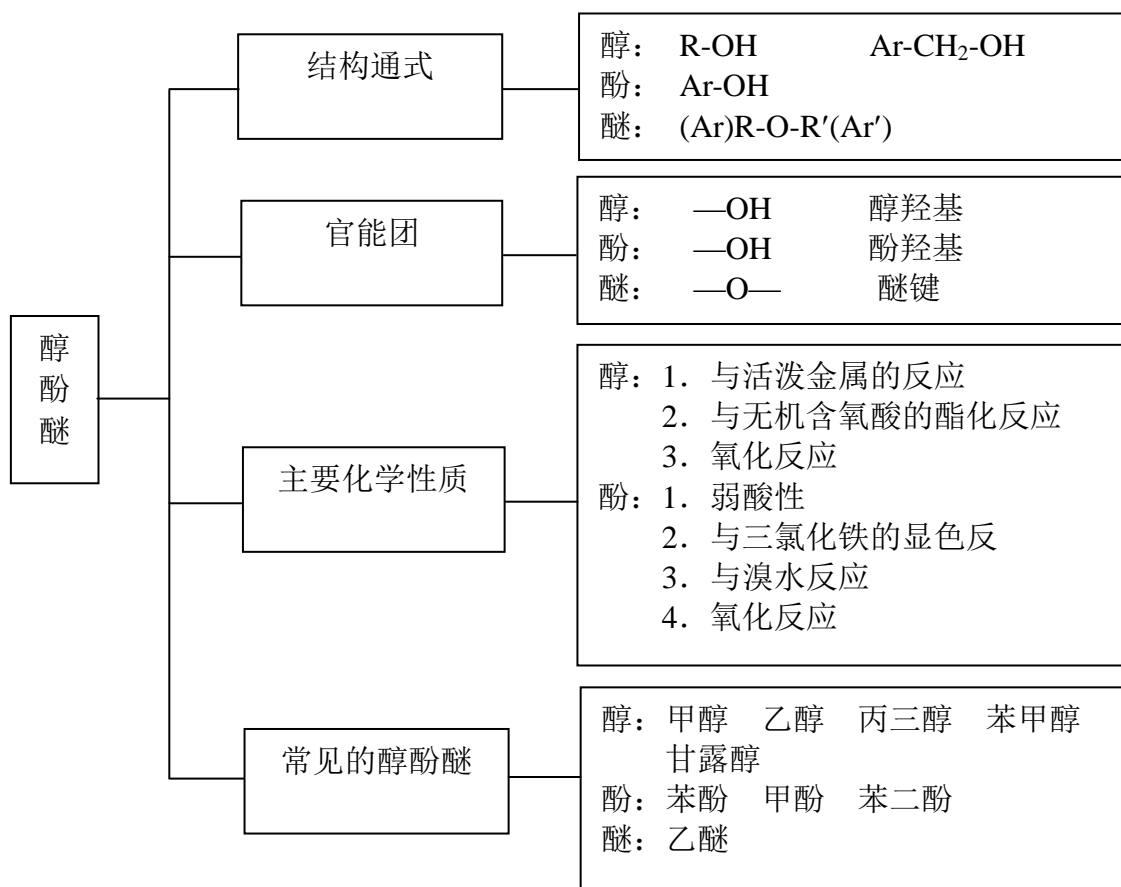 醇
酚
醚
结构通式
醇： R-OH Ar-CH₂-OH
酚： Ar-OH
醚： (Ar)R-O-R′(Ar′)
官能团
醇： —OH 醇羟基
酚： —OH 酚羟基
醚： —O— 醚键
主要化学性质
醇：1．与活泼金属的反应
2．与无机含氧酸的酯化反应
3．氧化反应
酚：1．弱酸性
2．与三氯化铁的显色反
3．与溴水反应
4．氧化反应
常见的醇酚醚
醇：甲醇 乙醇 丙三醇 苯甲醇
甘露醇
酚：苯酚 甲酚 苯二酚
醚：乙醚